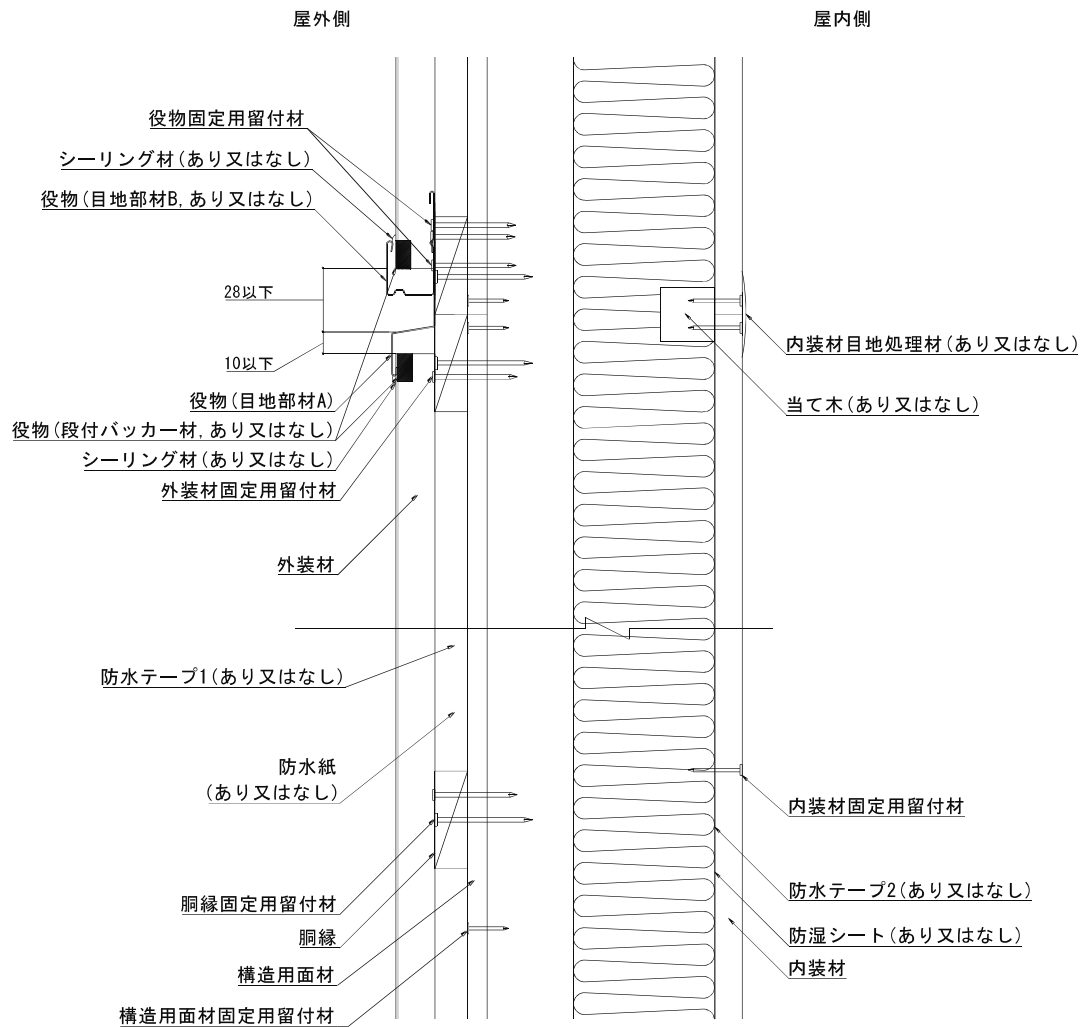 屋外側
屋内側
役物固定用留付材
シーリング材(あり又はなし)
役物(目地部材B,あり又はなし)
28以下
10以下
役物(目地部材A)
役物(段付バッカー材,あり又はなし)
シーリング材(あり又はなし)
外装材固定用留付材
外装材
防水テープ1(あり又はなし)
防水紙
(あり又はなし)
胴縁固定用留付材
胴縁
構造用面材
構造用面材固定用留付材
内装材目地処理材(あり又はなし)
当て木(あり又はなし)
内装材固定用留付材
防水テープ2(あり又はなし)
防湿シート(あり又はなし)
内装材